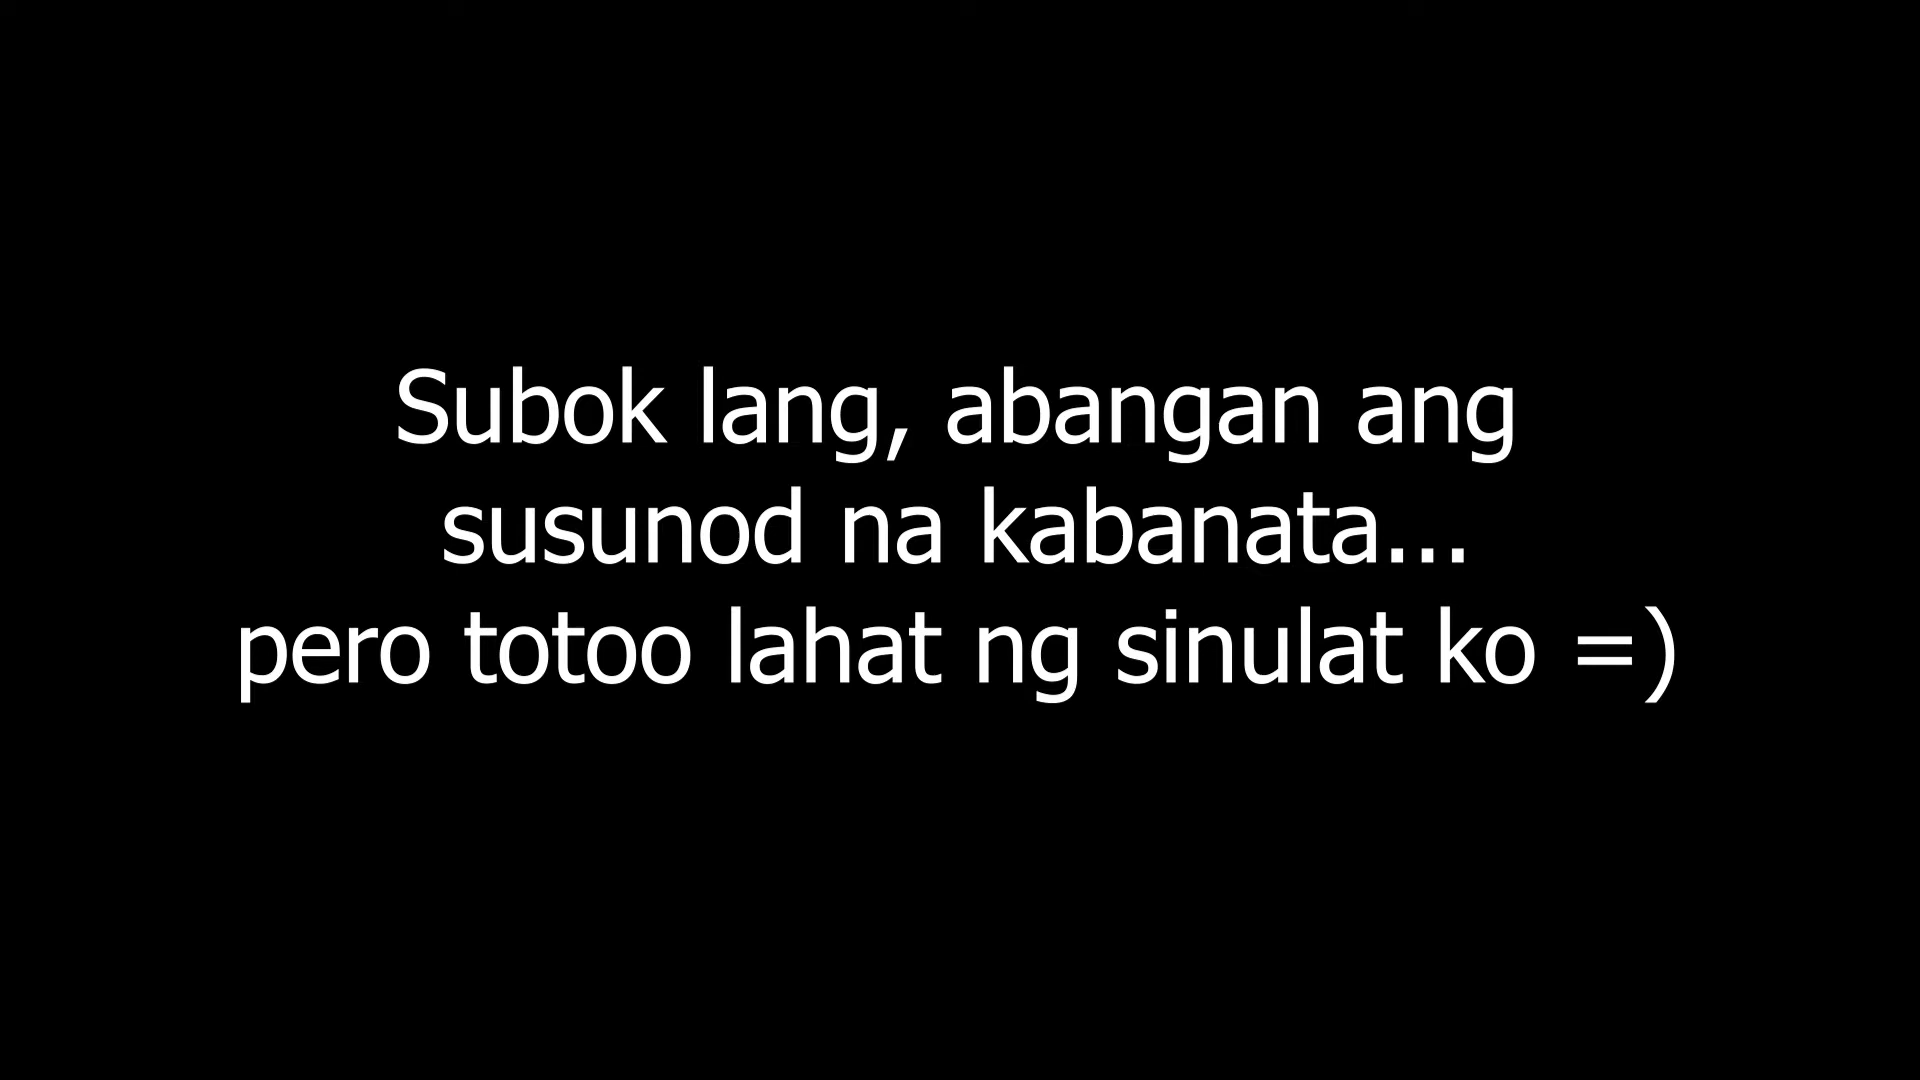 Subok lang, abangan ang
susunod na kabanata...
pero totoo lahat ng sinulat ko =)